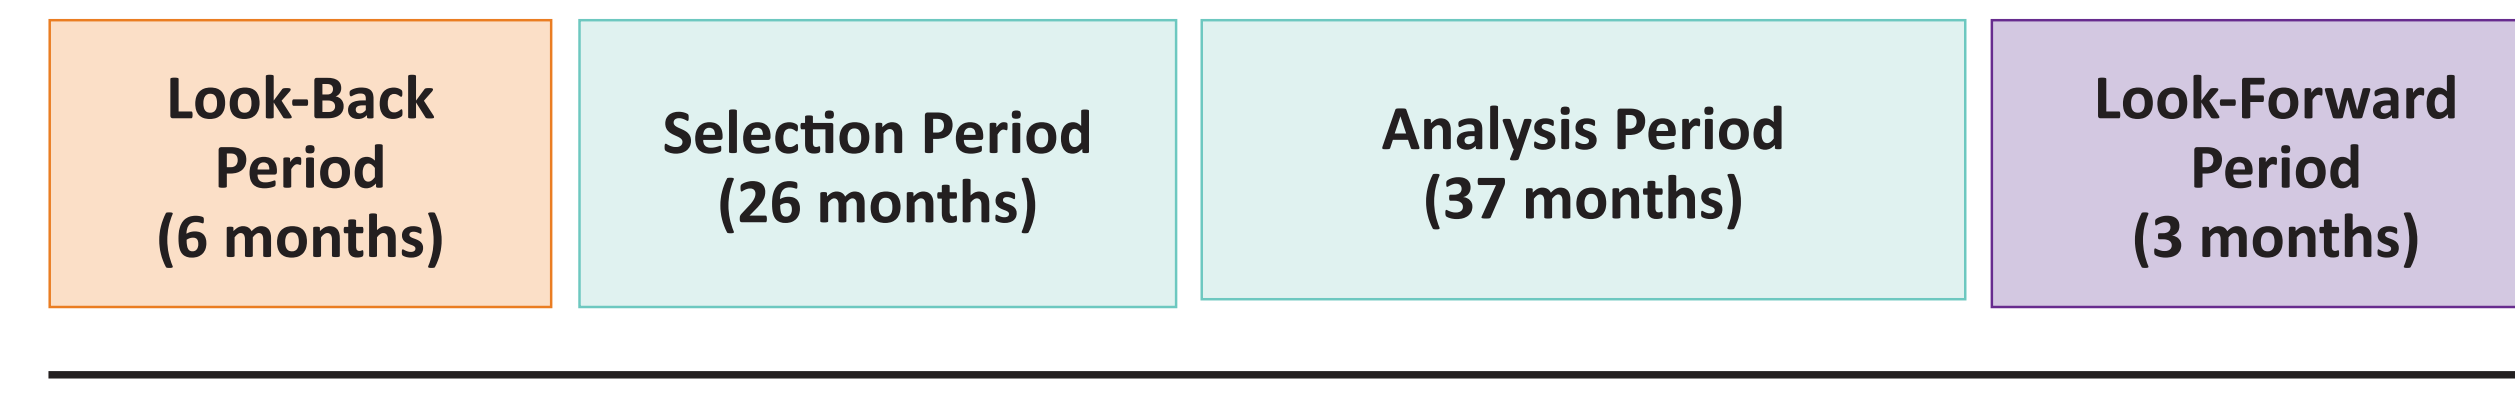 Look-Back
Period
(6 months)
Selection Period
(26 months)
Analysis Period
(37 months)
Look-Forward
Period
(3 months)